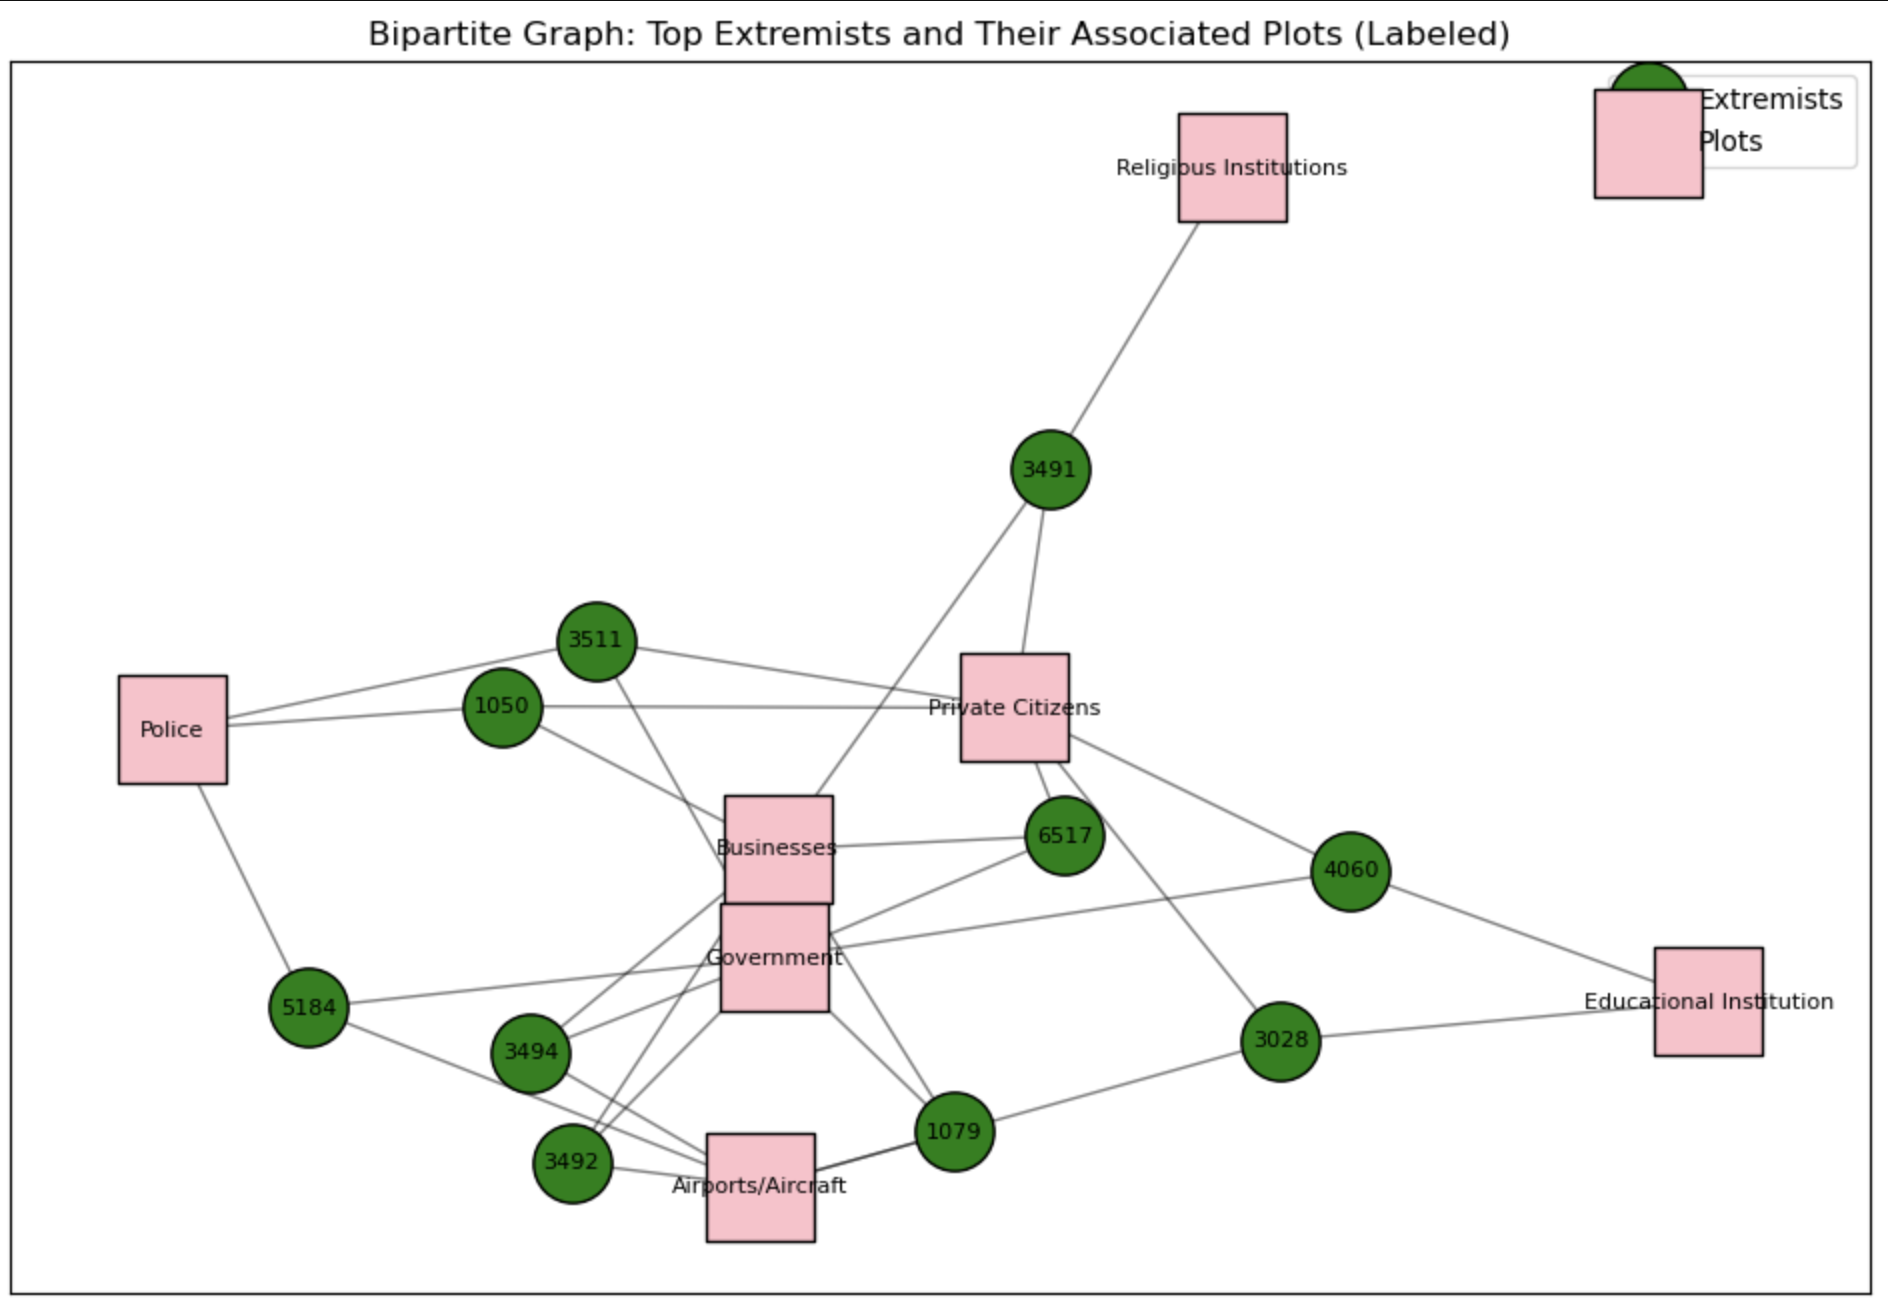 Bipartite Graph: Top Extremists and Their Associated Plots (Labeled)
Extremists
Plots
Religious Institutions
3491
3511
1050
Private Citizens
Police
6517
Businesses
4060
Government
Educational Institution
5184
3028
3494
1079
3492
Airports/Aircraft